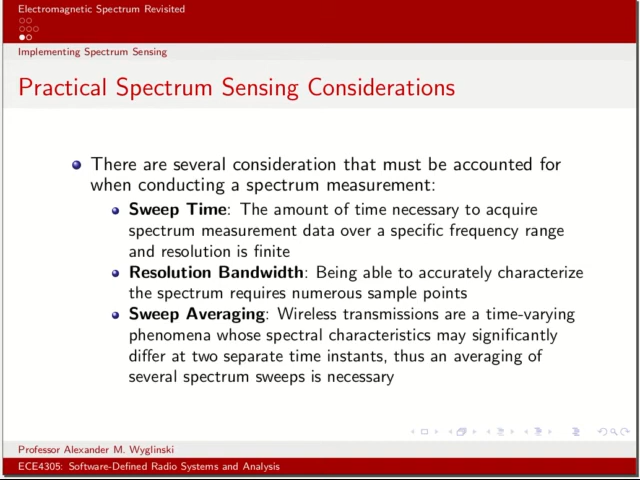 Electromagnetic Spectrum Revisited
Implementing Spectrum Sensing
Practical Spectrum Sensing Considerations
There are several consideration that must be accounted for
when conducting a spectrum measurement:
Sweep Time: The amount of time necessary to acquire
spectrum measurement data over a specific frequency range
and resolution is finite
Resolution Bandwidth: Being able to accurately characterize
the spectrum requires numerous sample points
Sweep Averaging: Wireless transmissions are a time-varying
phenomena whose spectral characteristics may significantly
differ at two separate time instants, thus an averaging of
several spectrum sweeps is necessary
Professor Alexander M. Wyglinski
ECE4305: Software-Defined Radio Systems and Analysis